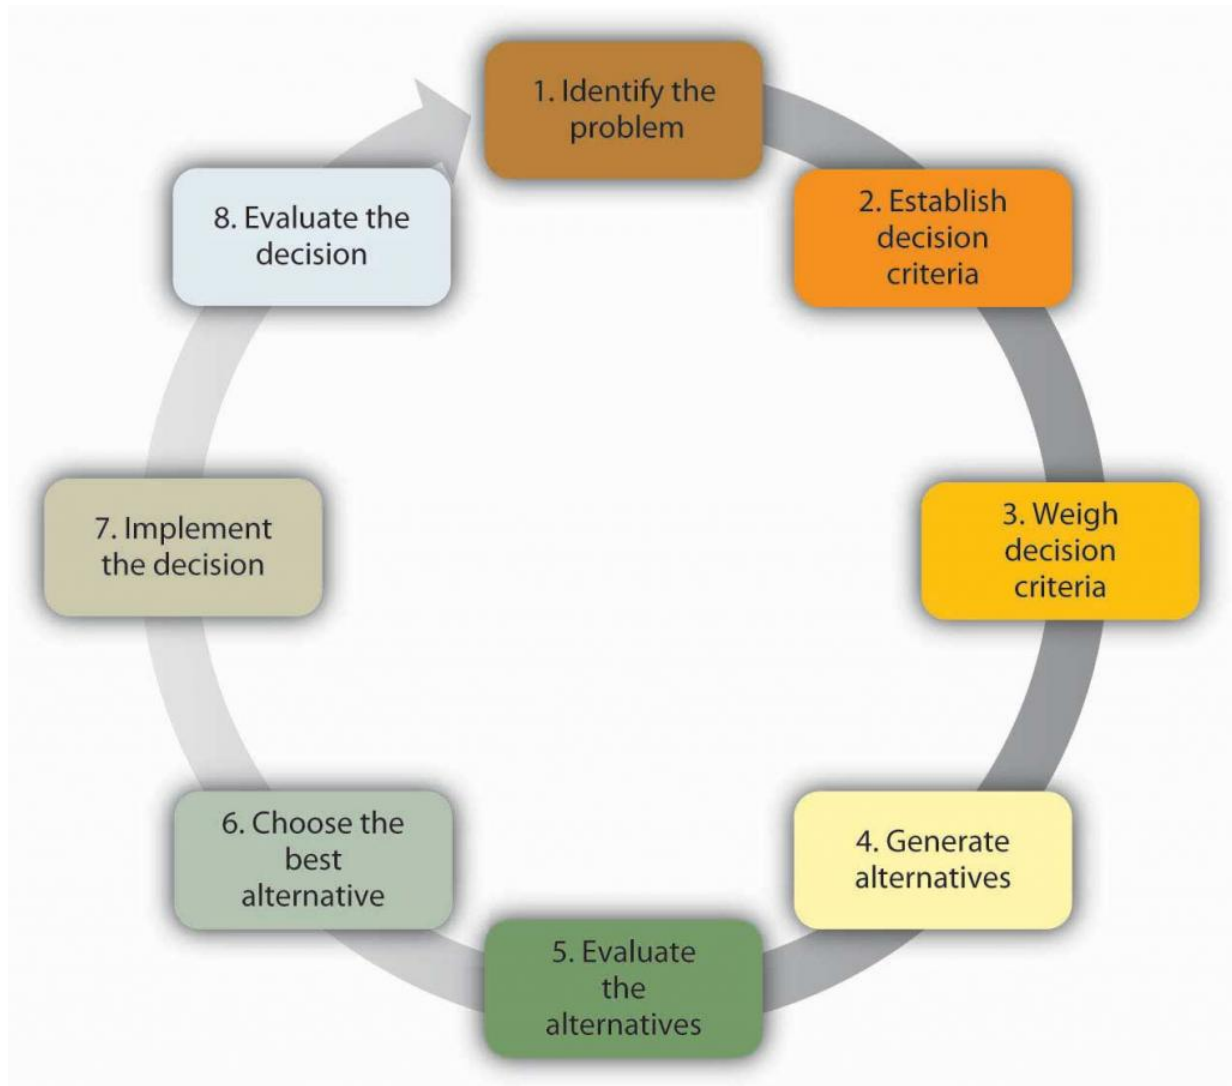 1. Identify the
problem
2. Establish
decision
criteria
3. Weigh
decision
criteria
4. Generate
alternatives
5. Evaluate
the
alternatives
6. Choose the
best
alternative
7. Implement
the decision
8. Evaluate the
decision